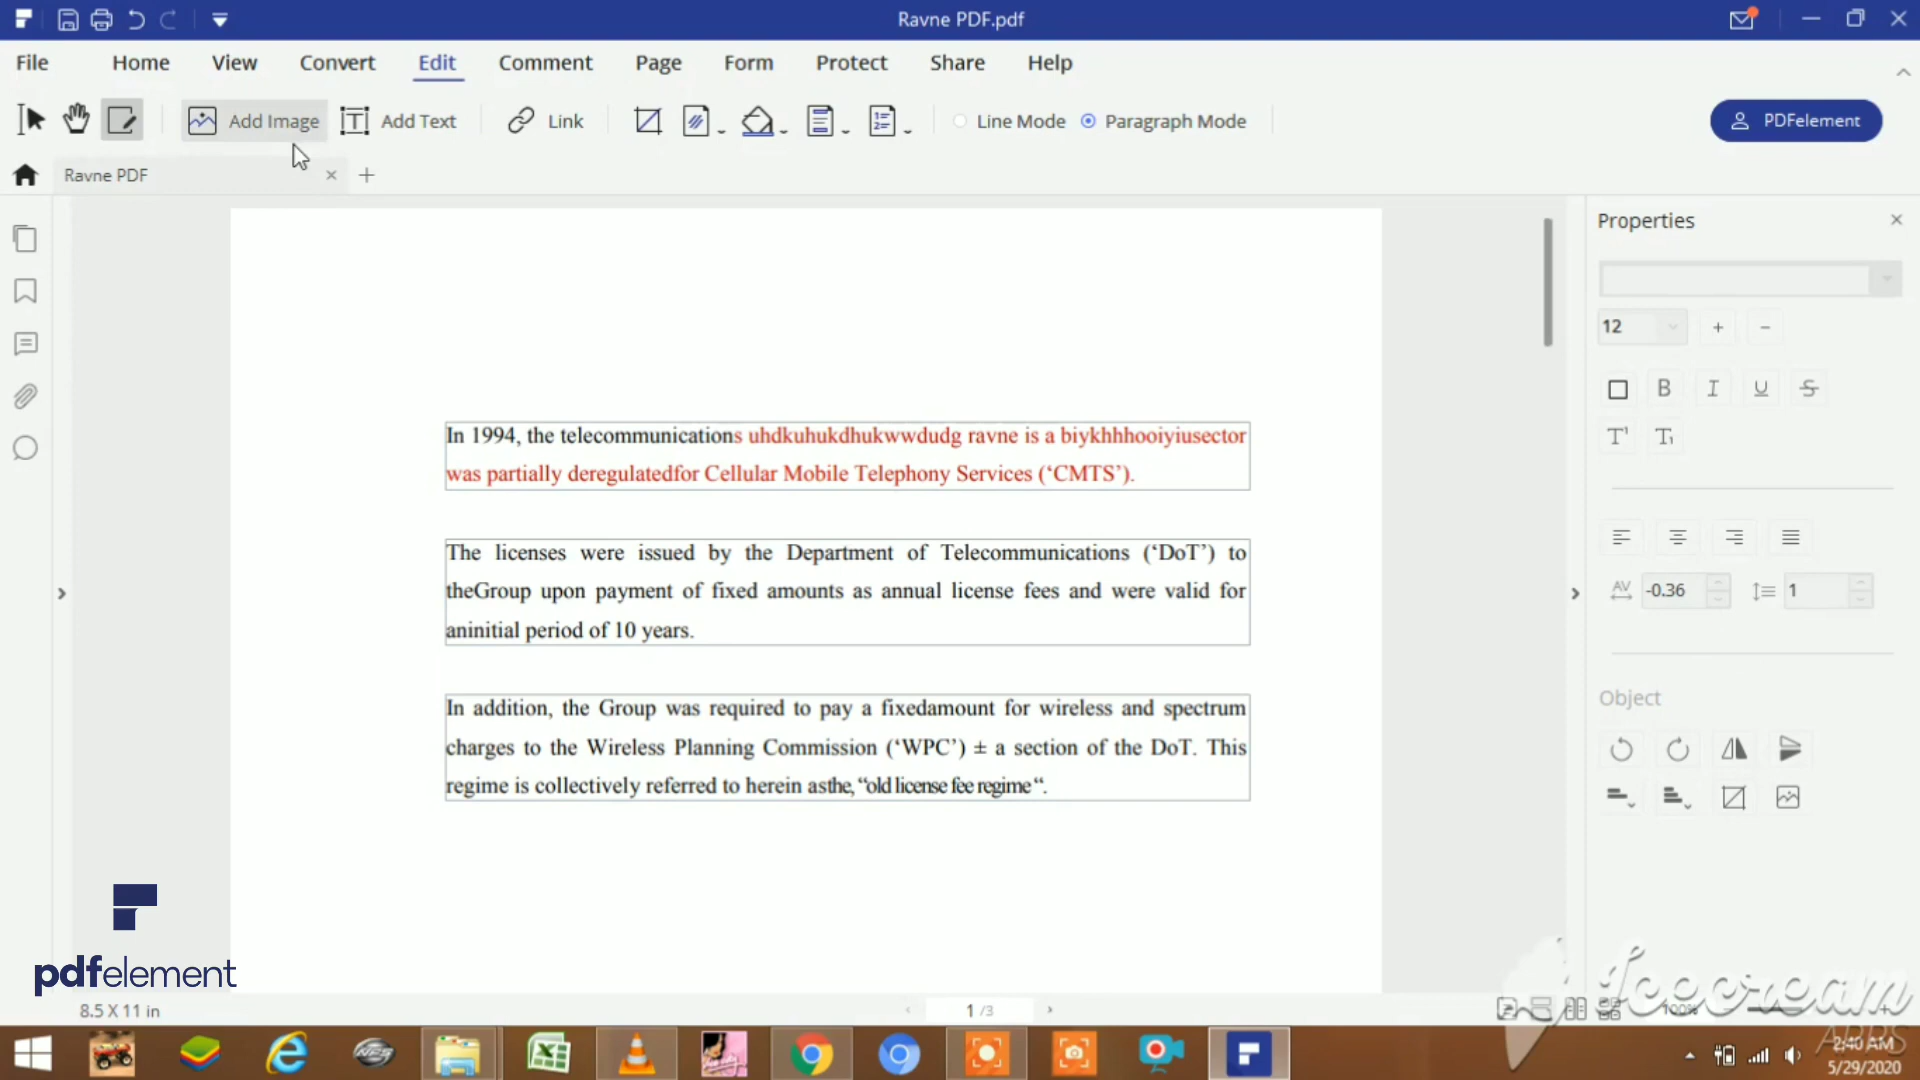 Ravne PDF.pdf
File Home View Convert Edit Comment Page Form Protect Share Help
Add Image Add Text Link Line Mode Paragraph Mode PDFelement
Ravne PDF
Properties
12
In 1994, the telecommunications uhdkuhukdhukwwdudg ravne is a biykhhhooiyiusector
was partially deregulatedfor Cellular Mobile Telephony Services (‘CMTS’).
The licenses were issued by the Department of Telecommunications (‘DoT’) to
theGroup upon payment of fixed amounts as annual license fees and were valid for
aninitial period of 10 years.
-0.36 1
In addition, the Group was required to pay a fixedamount for wireless and spectrum
charges to the Wireless Planning Commission (‘WPC’) ± a section of the DoT. This
regime is collectively referred to herein asthe, “old license fee regime“.
Object
pdfelement
Icecream
8.5 X 11 in 1 /3 100%
APPS
2:40 AM
5/29/2020